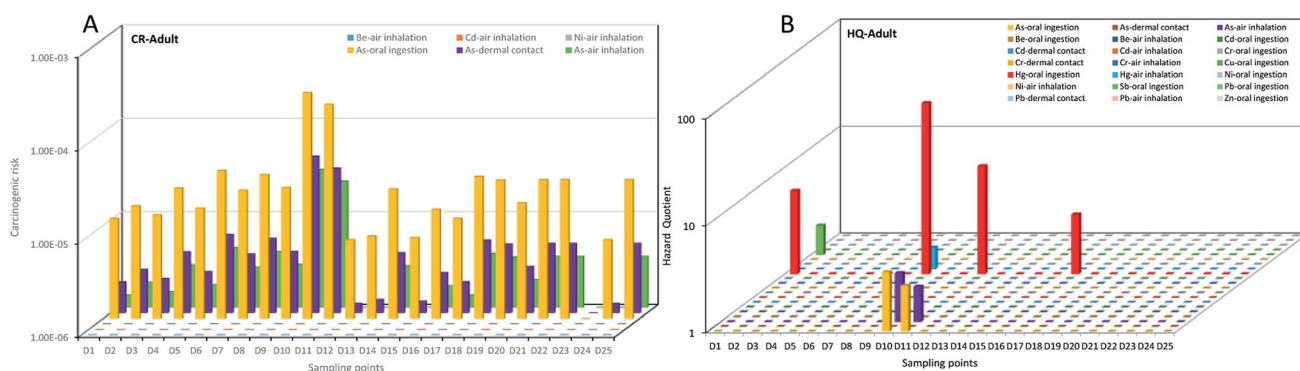 A
CR-Adult
Be-air inhalation Cd-air inhalation Ni-air inhalation
As-oral ingestion As-dermal contact As-air inhalation
1.00E-03
1.00E-04
1.00E-05
1.00E-06
Carcinogenic risk
D1 D2 D3 D4 D5 D6 D7 D8 D9 D10 D11 D12 D13 D14 D15 D16 D17 D18 D19 D20 D21 D22 D23 D25
Sampling points
B
HQ-Adult
As-oral ingestion As-dermal contact As-air inhalation
Be-oral ingestion Be-air inhalation Cd-oral ingestion
Cd-dermal contact Cd-air inhalation Cr-oral ingestion
Cr-dermal contact Cr-air inhalation Cu-oral ingestion
Hg-oral ingestion Hg-air inhalation Ni-oral ingestion
Ni-air inhalation Sb-oral ingestion Pb-oral ingestion
Pb-dermal contact Pb-air inhalation Zn-oral ingestion
100
10
1
Hazard Quotient
D1 D2 D3 D4 D5 D6 D7 D8 D9 D10 D11 D12 D13 D14 D15 D16 D17 D18 D19 D20 D21 D22 D23 D24 D25
Sampling points